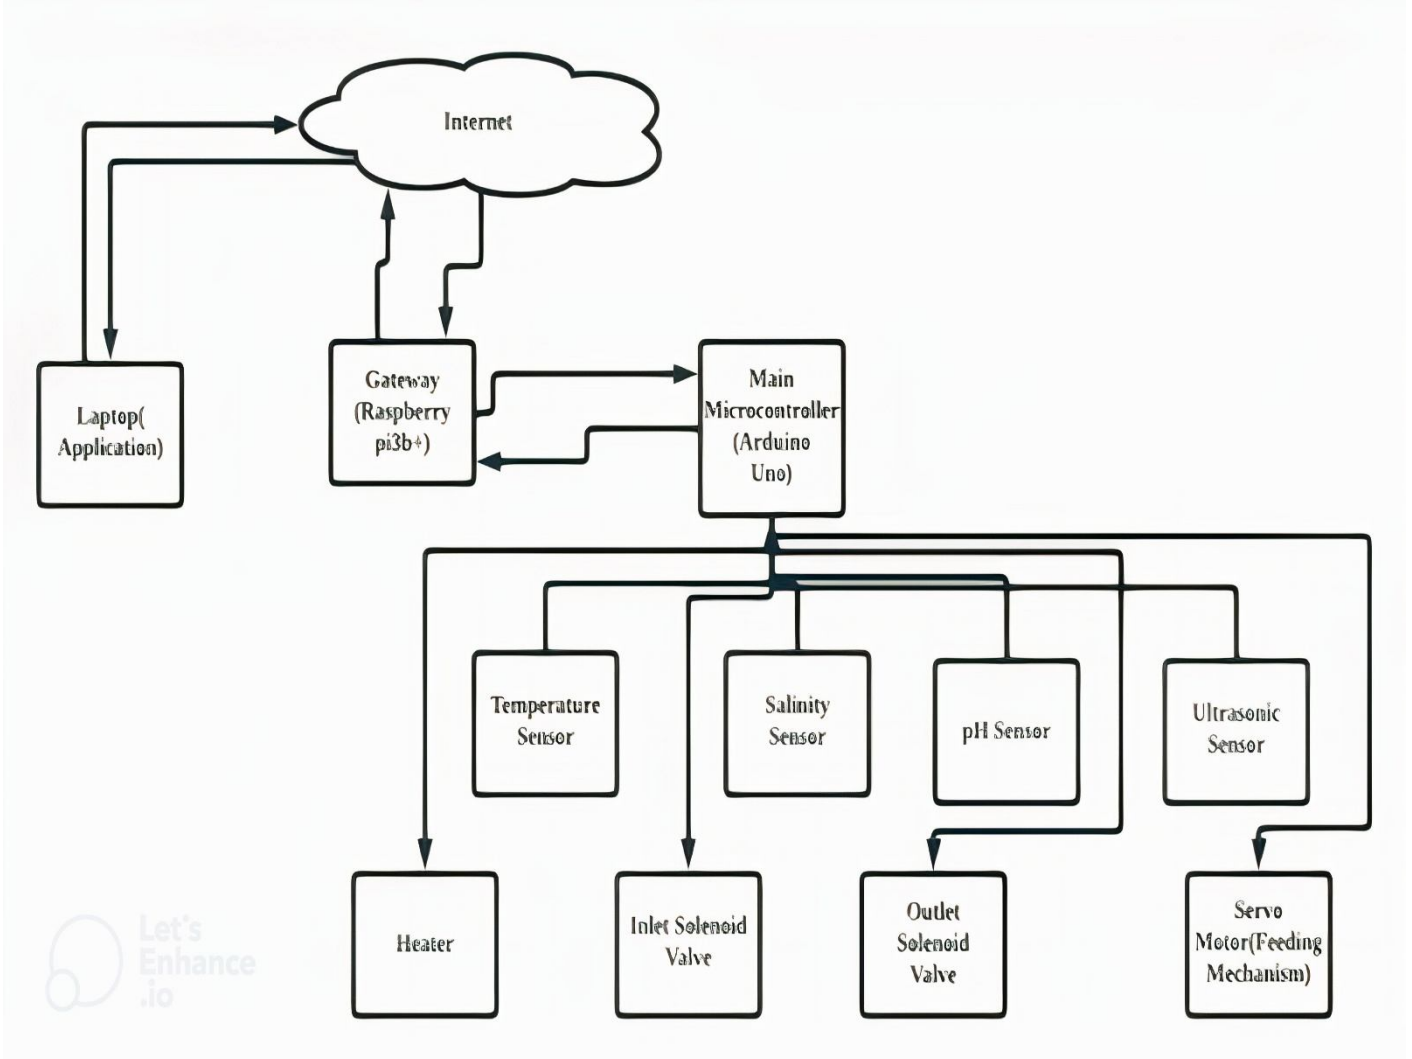 Internet
Gateway
(Raspberry
pi3b+)
Main
Microcontroller
(Arduino
Uno)
Laptop(
Application)
Temperature
Sensor
Salinity
Sensor
pH Sensor
Ultrasonic
Sensor
Heater
Inlet Solenoid
Valve
Outlet
Solenoid
Valve
Servo
Motor(Feeding
Mechanism)
Let's
Enhance
.io